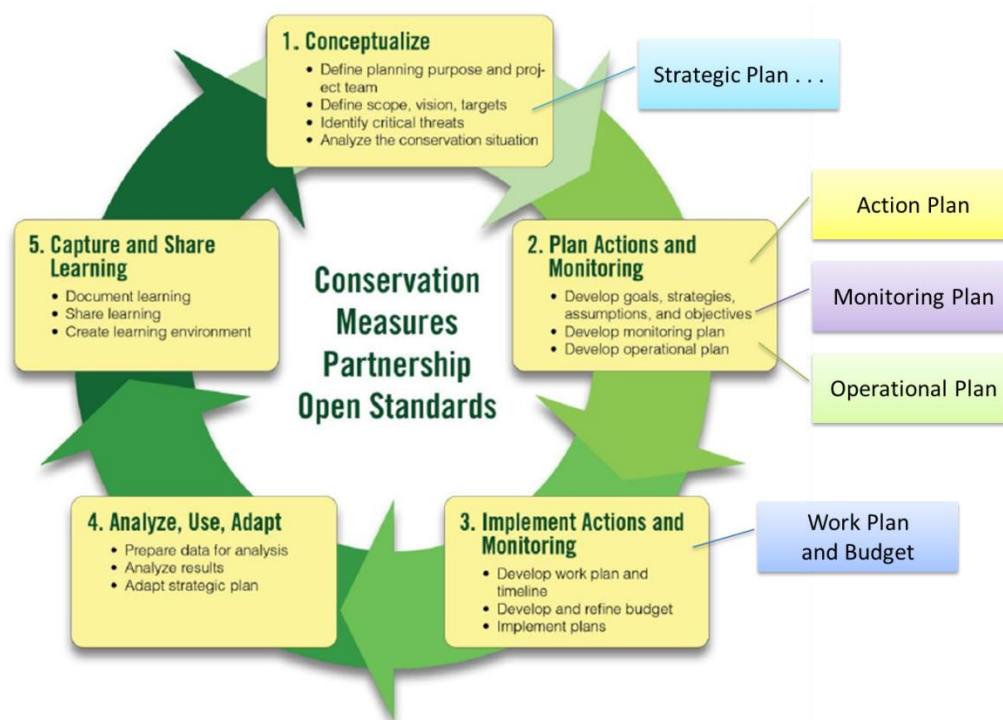 1. Conceptualize
• Define planning purpose and proj-
ect team
• Define scope, vision, targets
• Identify critical threats
• Analyze the conservation situation
Strategic Plan . . .
2. Plan Actions and
Monitoring
• Develop goals, strategies,
assumptions, and objectives
• Develop monitoring plan
• Develop operational plan
Action Plan
Monitoring Plan
Operational Plan
3. Implement Actions and
Monitoring
• Develop work plan and
timeline
• Develop and refine budget
• Implement plans
Work Plan
and Budget
4. Analyze, Use, Adapt
• Prepare data for analysis
• Analyze results
• Adapt strategic plan
5. Capture and Share
Learning
• Document learning
• Share learning
• Create learning environment
Conservation
Measures
Partnership
Open Standards